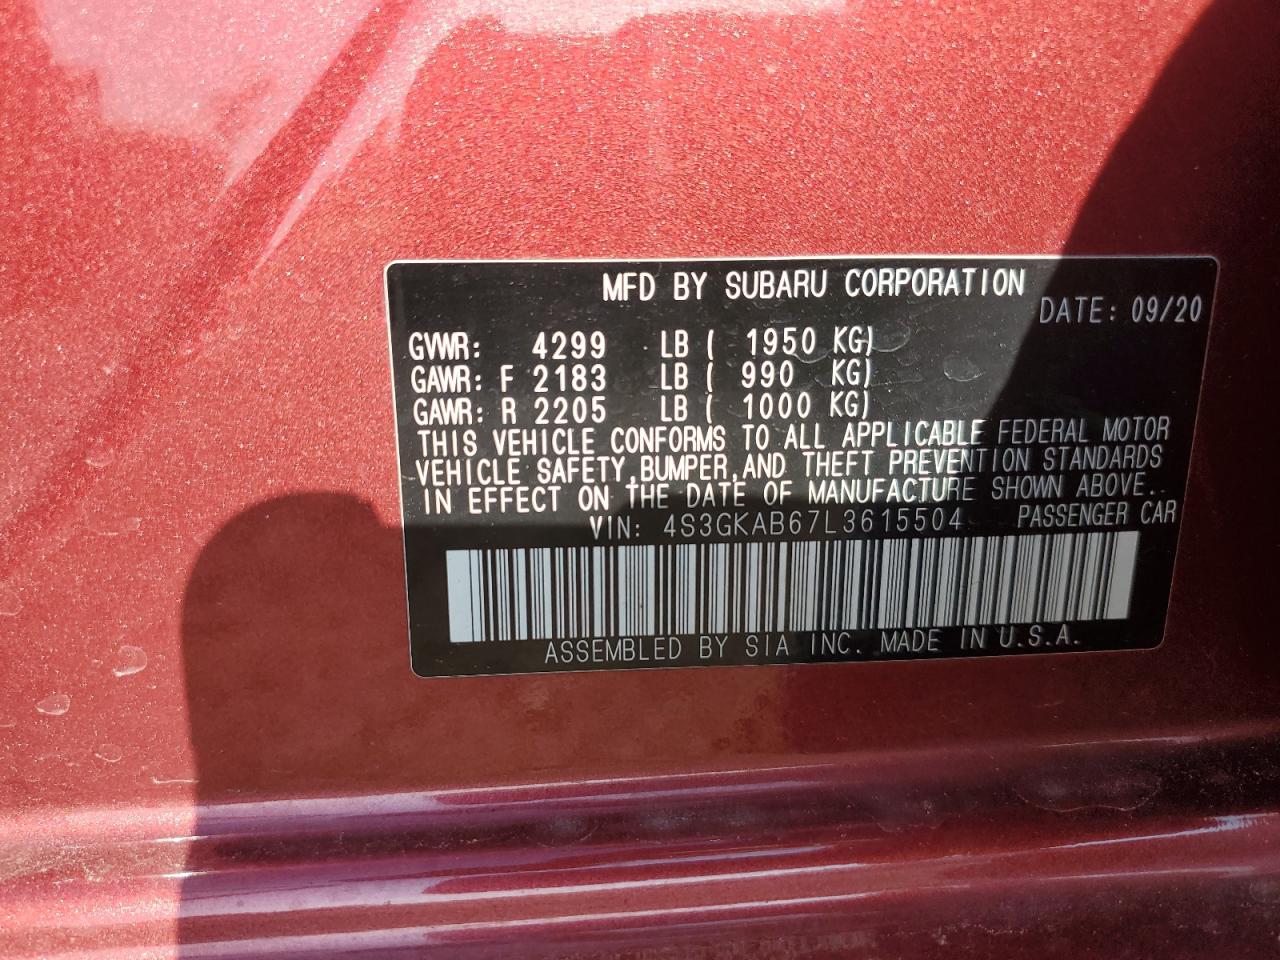 MFD BY SUBARU CORPORATION
DATE: 09/20
GVWR: 4299 LB ( 1950 KG)
GAWR: F 2183 LB ( 990 KG)
GAWR: R 2205 LB ( 1000 KG)
THIS VEHICLE CONFORMS TO ALL APPLICABLE FEDERAL MOTOR
VEHICLE SAFETY,BUMPER,AND THEFT PREVENTION STANDARDS
IN EFFECT ON THE DATE OF MANUFACTURE SHOWN ABOVE..
VIN: 4S3GKAB67L3615504 PASSENGER CAR
ASSEMBLED BY SIA INC. MADE IN U.S.A.